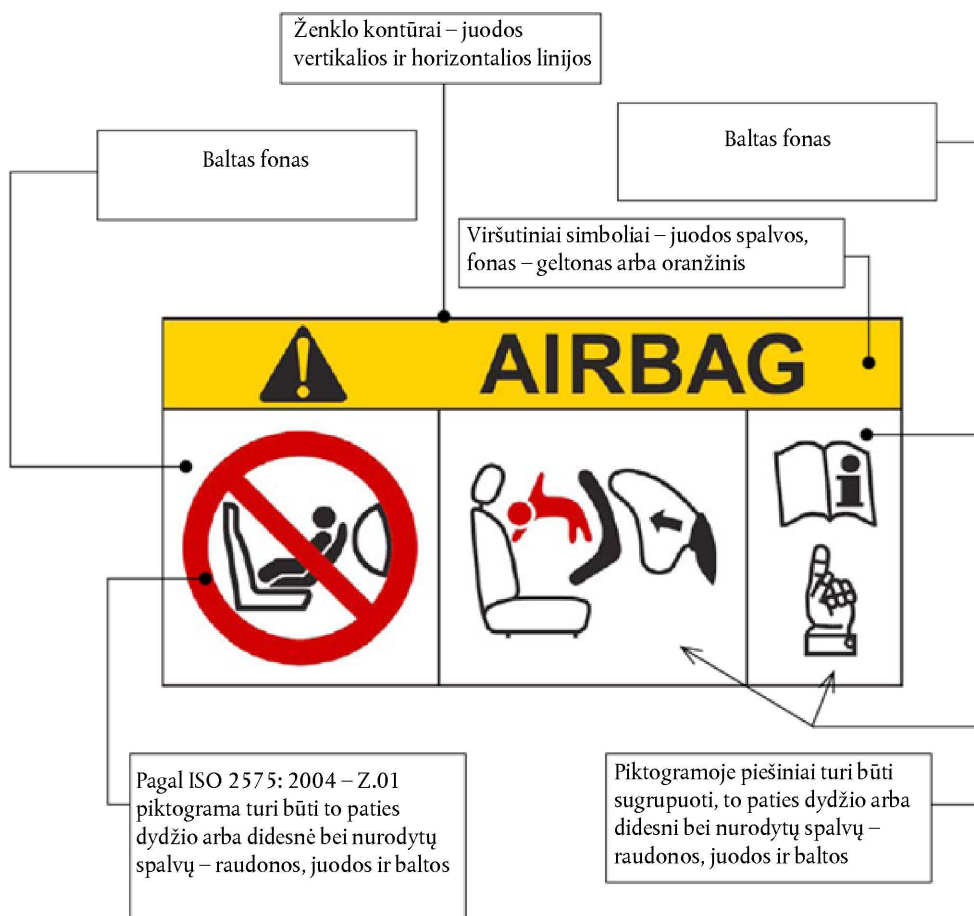 Ženklo kontūrai – juodos
vertikalios ir horizontalios linijos
Baltas fonas
Baltas fonas
Viršutiniai simboliai – juodos spalvos,
fonas – geltonas arba oranžinis
AIRBAG
Pagal ISO 2575: 2004 – Z.01
piktograma turi būti to paties
dydžio arba didesnė bei nurodytų
spalvų – raudonos, juodos ir baltos
Piktogramoje piešiniai turi būti
sugrupuoti, to paties dydžio arba
didesni bei nurodytų spalvų –
raudonos, juodos ir baltos